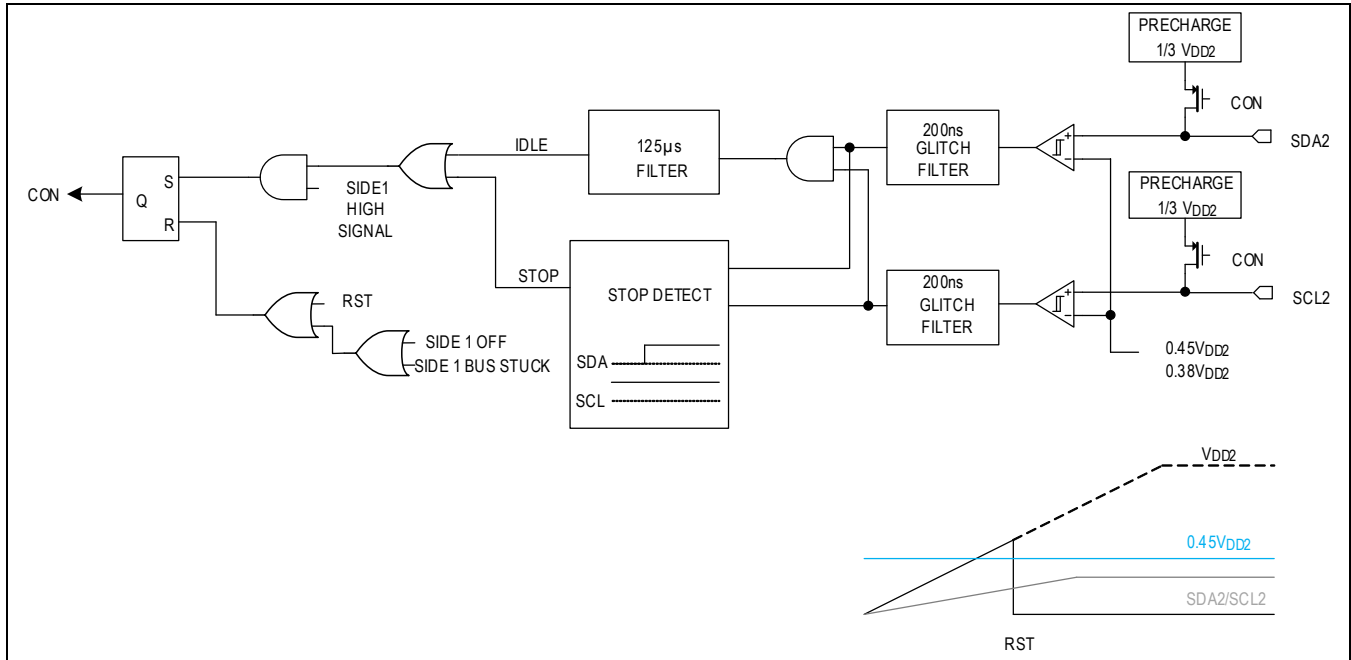 PRECHARGE
1/3 VDD2
CON
SDA2
200ns
GLITCH
FILTER
125µs
FILTER
IDLE
CON
S
Q
R
SIDE1
HIGH
SIGNAL
PRECHARGE
1/3 VDD2
CON
SCL2
STOP
STOP DETECT
SDA
SCL
200ns
GLITCH
FILTER
RST
SIDE 1 OFF
SIDE 1 BUS STUCK
0.45VDD2
0.38VDD2
+
−
+
−
VDD2
0.45VDD2
SDA2/SCL2
RST